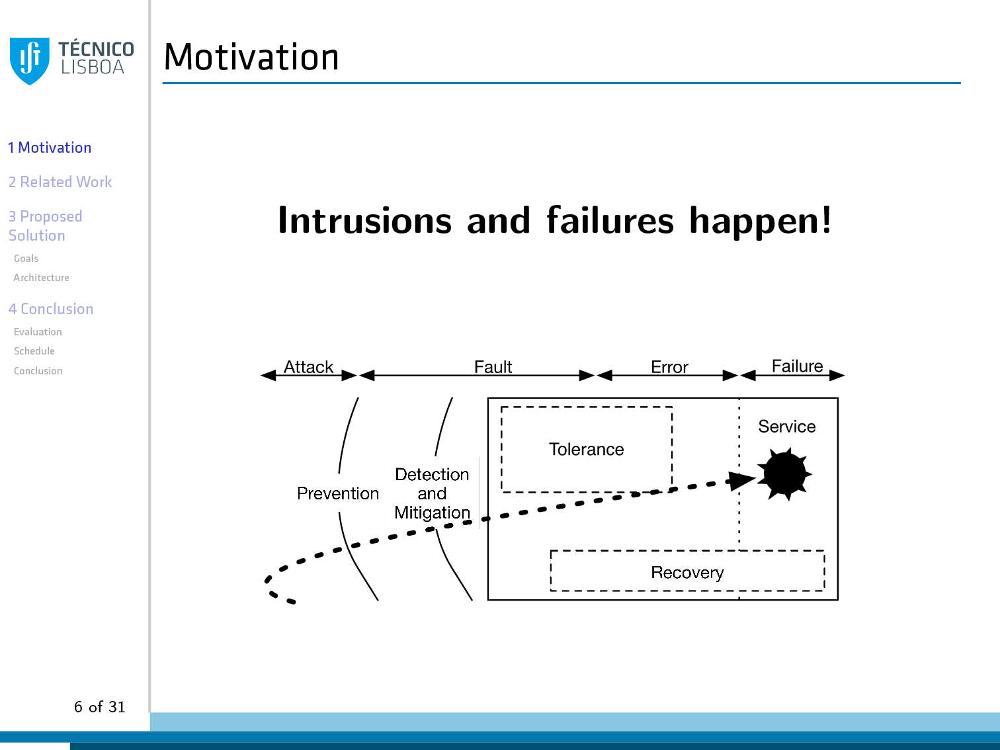 TÉCNICO
LISBOA
Motivation
1 Motivation
2 Related Work
3 Proposed
Solution
Goals
Architecture
4 Conclusion
Evaluation
Schedule
Conclusion
Intrusions and failures happen!
Attack
Fault
Error
Failure
Service
Tolerance
Prevention
Detection
and
Mitigation
Recovery
6 of 31